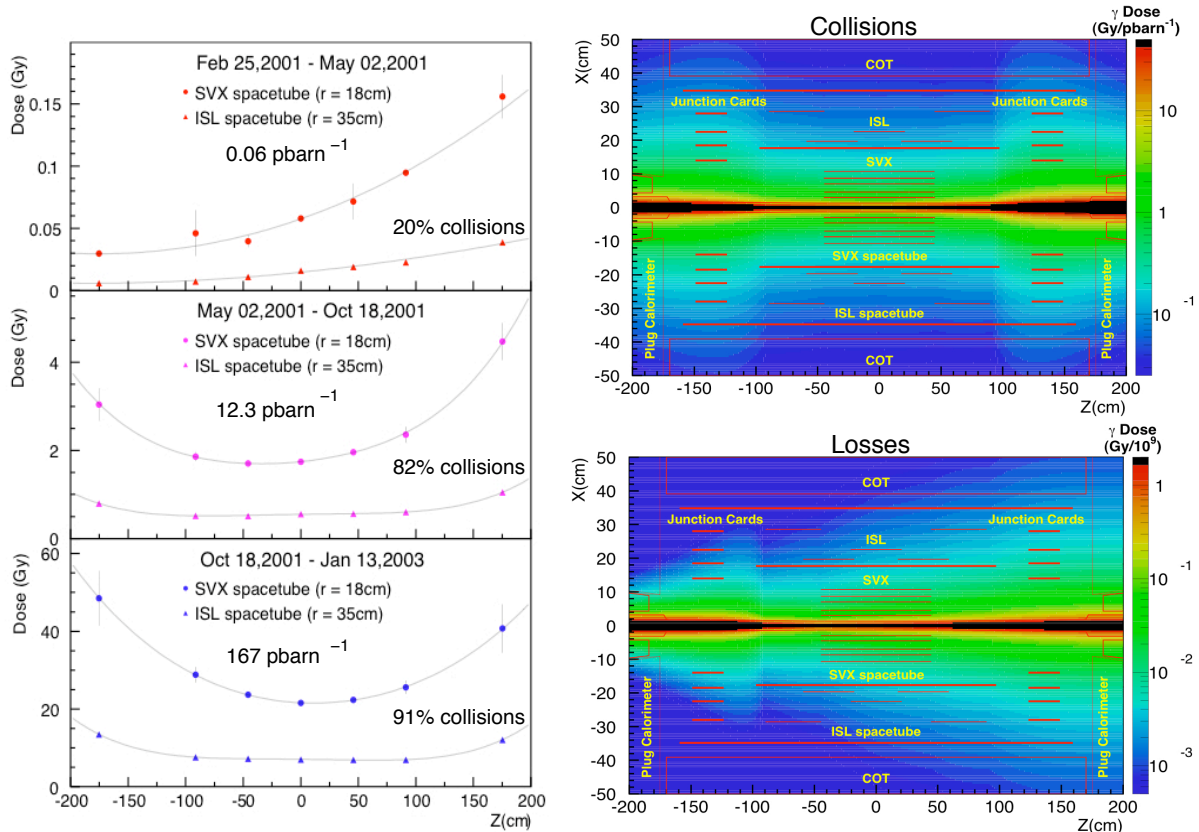 Dose (Gy)
Feb 25,2001 - May 02,2001
SVX spacetube (r = 18cm)
ISL spacetube (r = 35cm)
0.06 pbarn ⁻¹
20% collisions
0.15
0.1
0.05
0
Dose (Gy)
May 02,2001 - Oct 18,2001
SVX spacetube (r = 18cm)
ISL spacetube (r = 35cm)
12.3 pbarn ⁻¹
82% collisions
4
2
0
Dose (Gy)
Oct 18,2001 - Jan 13,2003
SVX spacetube (r = 18cm)
ISL spacetube (r = 35cm)
167 pbarn ⁻¹
91% collisions
60
40
20
0
-200 -150 -100 -50 0 50 100 150 200
Z(cm)
Collisions
γ Dose
(Gy/pbarn⁻¹)
X(cm)
50
40
30
20
10
0
-10
-20
-30
-40
-50
COT
Junction Cards
Junction Cards
ISL
SVX
SVX spacetube
ISL spacetube
COT
Plug Calorimeter
Plug Calorimeter
10
1
10⁻¹
-200 -150 -100 -50 0 50 100 150 200
Z(cm)
Losses
γ Dose
(Gy/10⁹)
X(cm)
50
40
30
20
10
0
-10
-20
-30
-40
-50
COT
Junction Cards
Junction Cards
ISL
SVX
SVX spacetube
ISL spacetube
COT
Plug Calorimeter
Plug Calorimeter
1
10⁻¹
10⁻²
10⁻³
-200 -150 -100 -50 0 50 100 150 200
Z(cm)